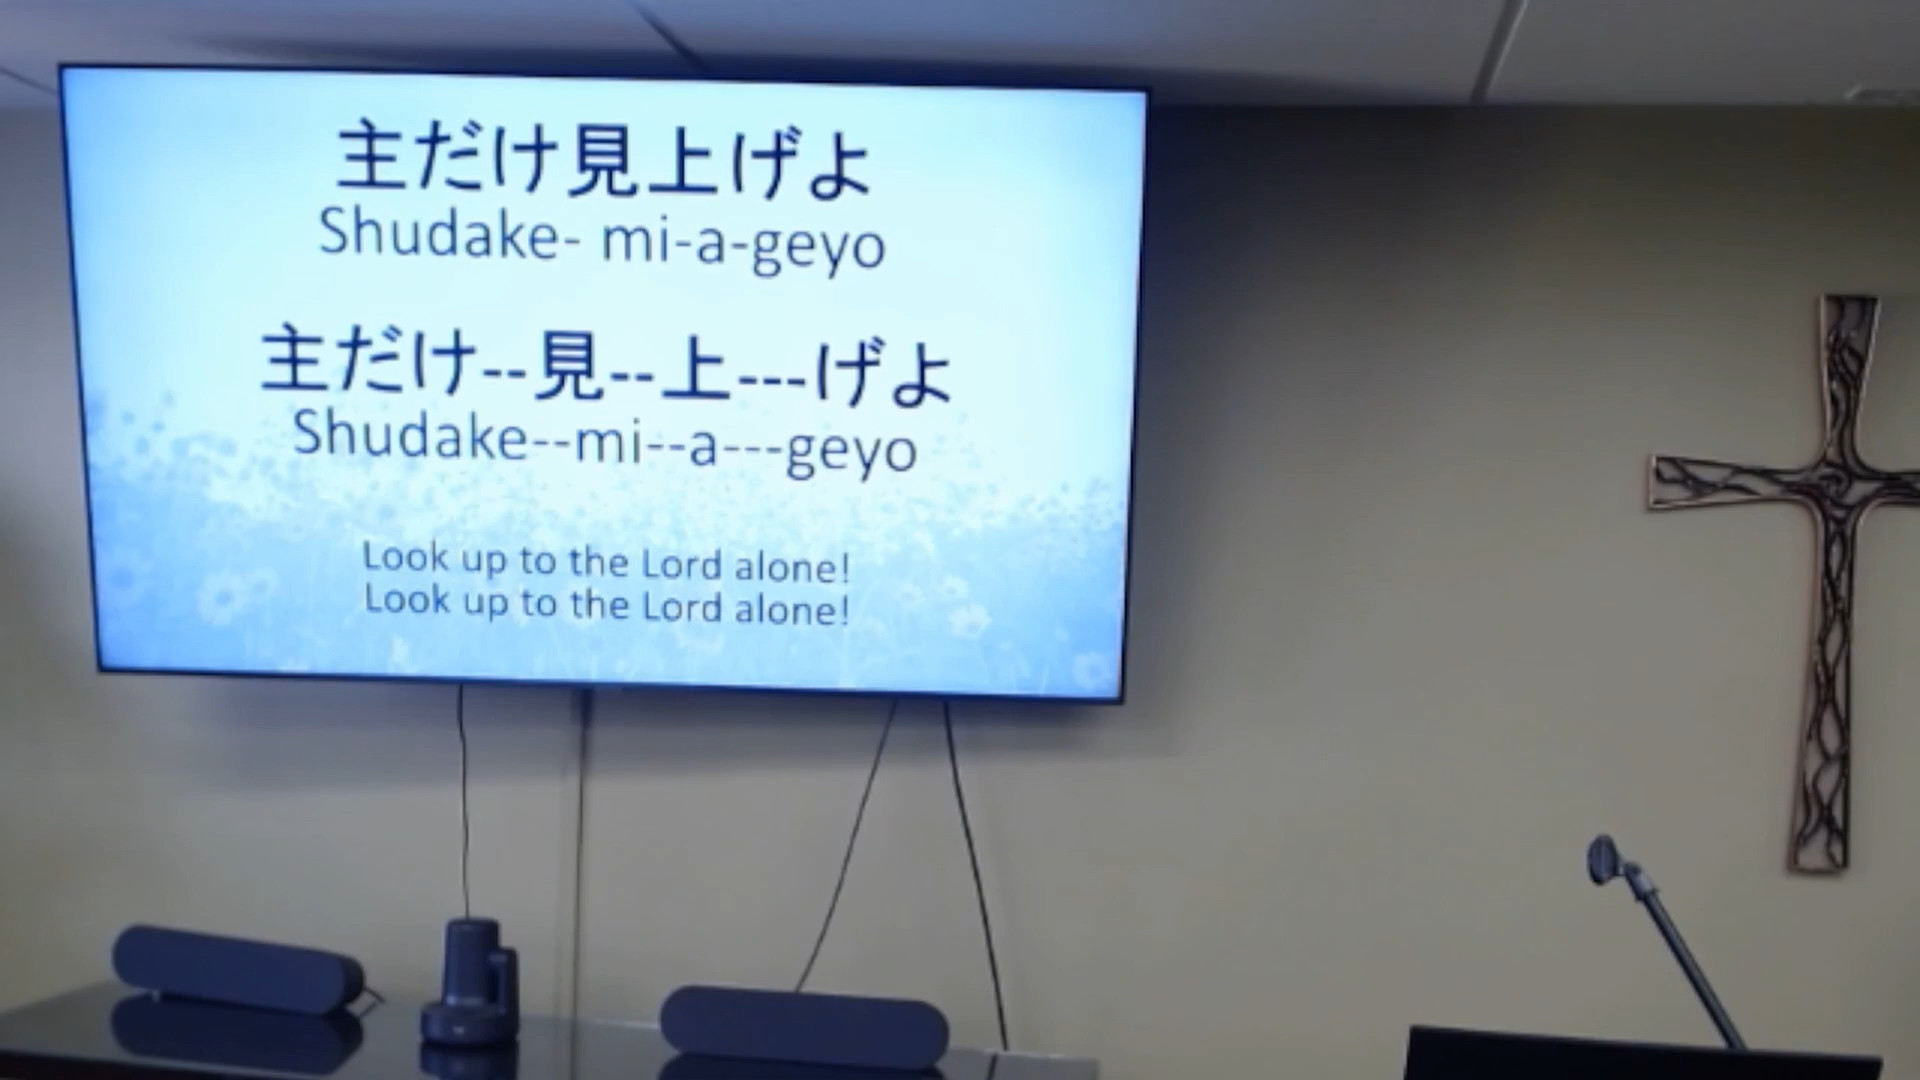 主だけ見上げよ
Shudake- mi-a-geyo
主だけ--見--上---げよ
Shudake--mi--a---geyo
Look up to the Lord alone!
Look up to the Lord alone!